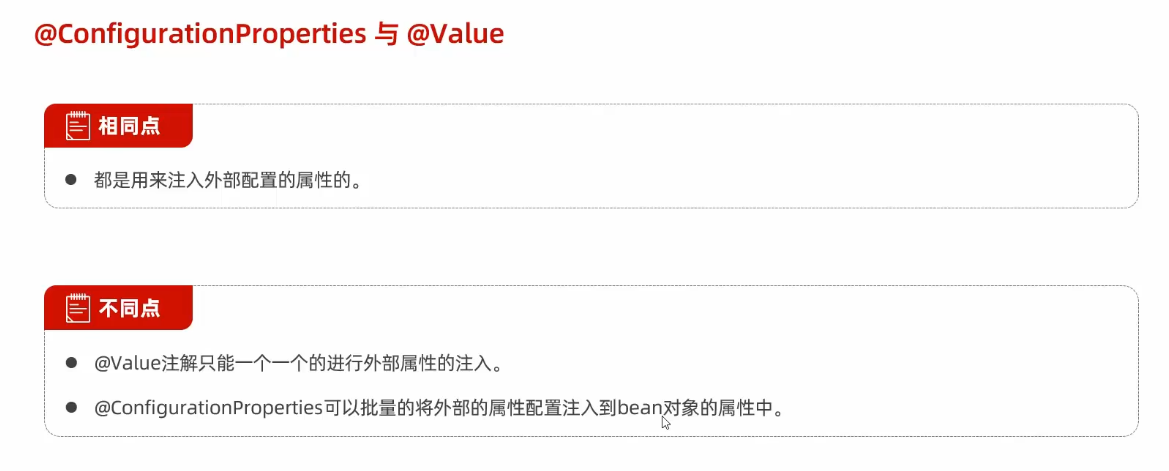 @ConfigurationProperties 与 @Value
相同点
都是用来注入外部配置的属性的。
不同点
@Value注解只能一个一个的进行外部属性的注入。
@ConfigurationProperties可以批量的将外部的属性配置注入到bean对象的属性中。